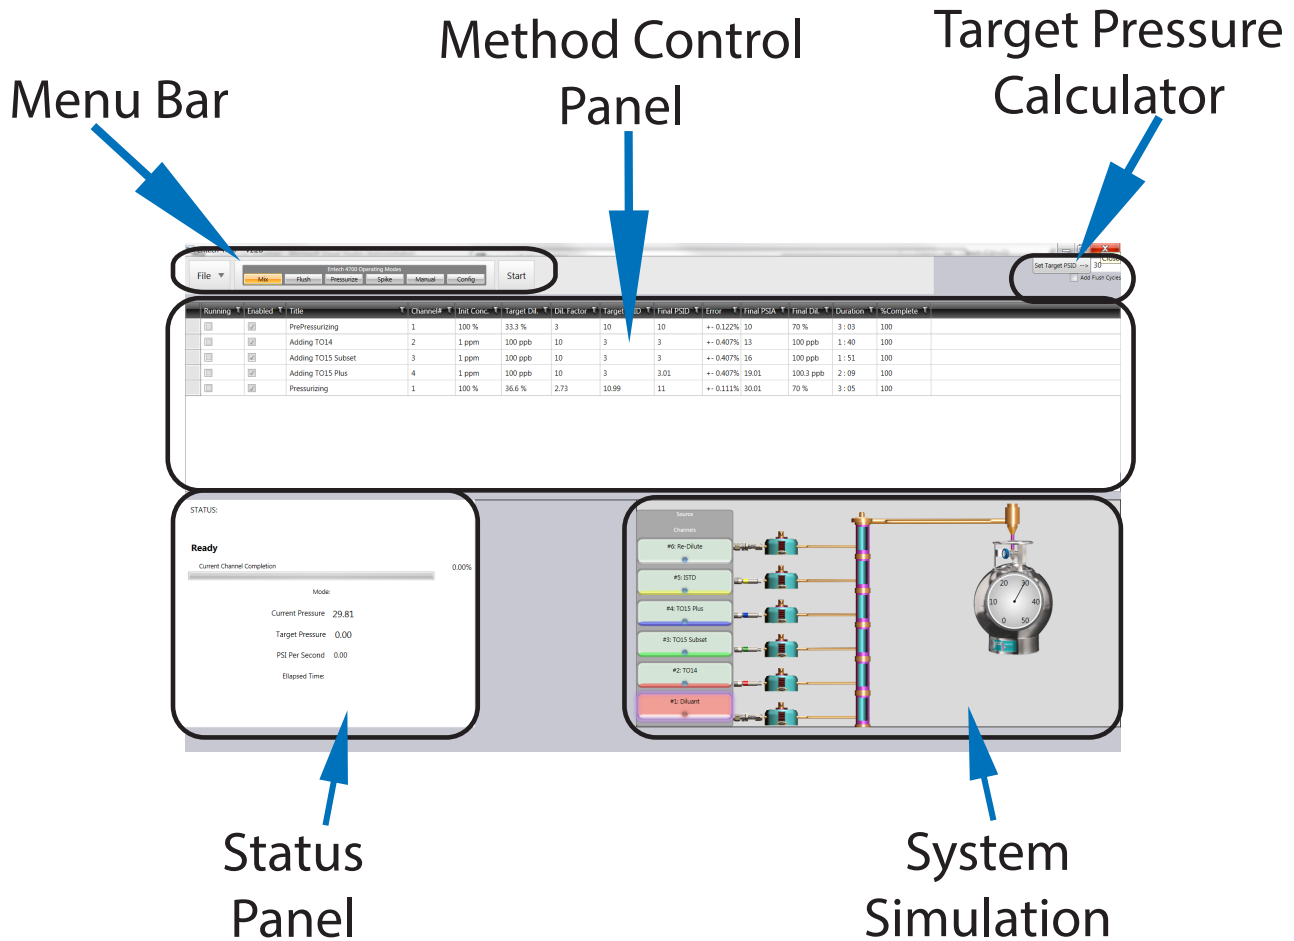 Method Control
Panel
Target Pressure
Calculator
Menu Bar
File
Entech 4700 Operating Modes
Mix Flush Pressurize Spike Manual Config
Start
Close
Set Target PSID --> 30
Add Flush Cycles
Running Enabled Title Channel# Init Conc. Target Dil. Dil. Factor Final PSID Error Final PSIA Final Dil. Duration %Complete
PrePressurizing 1 100 % 33.3 % 3 10 10 +- 0.122% 10 70 % 3 : 03 100
Adding TO14 2 1 ppm 100 ppb 10 3 3 +- 0.407% 13 100 ppb 1 : 40 100
Adding TO15 Subset 3 1 ppm 100 ppb 10 3 3 +- 0.407% 16 100 ppb 1 : 51 100
Adding TO15 Plus 4 1 ppm 100 ppb 10 3 3.01 +- 0.407% 19.01 100.3 ppb 2 : 09 100
Pressurizing 1 100 % 36.6 % 2.73 10.99 11 +- 0.111% 30.01 70 % 3 : 05 100
STATUS:
Ready
Current Channel Completion 0.00%
Mode:
Current Pressure 29.81
Target Pressure 0.00
PSI Per Second 0.00
Ellapsed Time:
Source
Channels
#6: Re-Dilute
#5: ISTD
#4: TO15 Plus
#3: TO15 Subset
#2: TO14
#1: Diluant
20 30
10 40
0 50
Status
Panel
System
Simulation